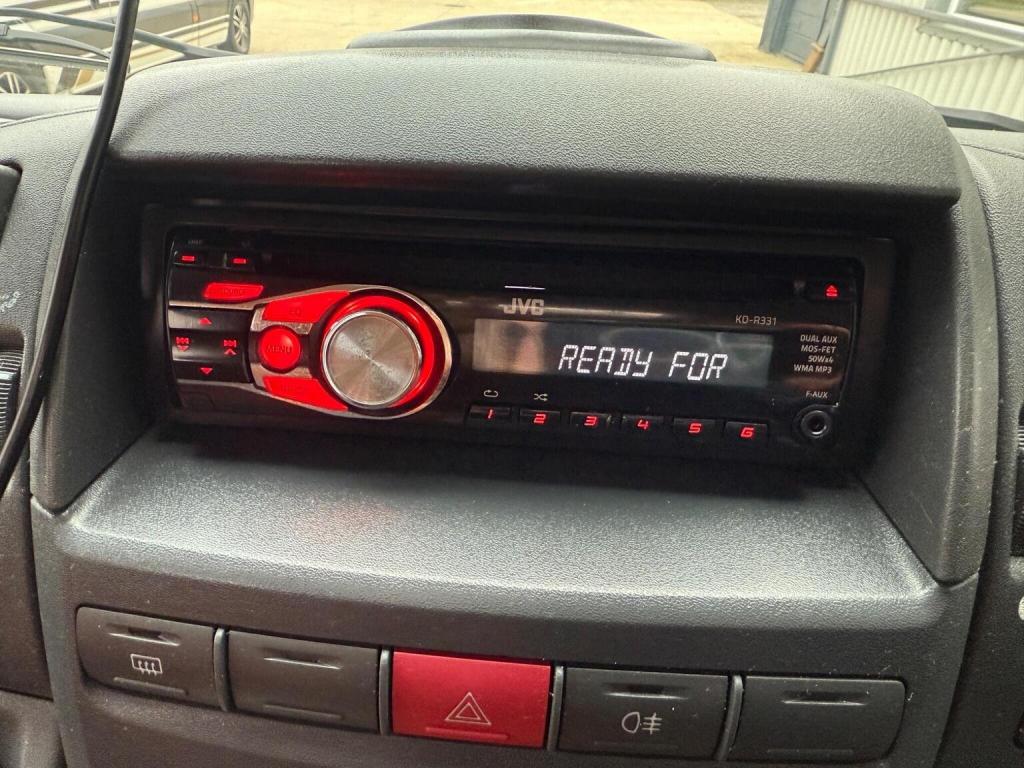 JVC
KD-R331
DUAL AUX
MOS-FET
50Wx4
WMA MP3
READY FOR
MENU
F-AUX
1 2 3 4 5 6